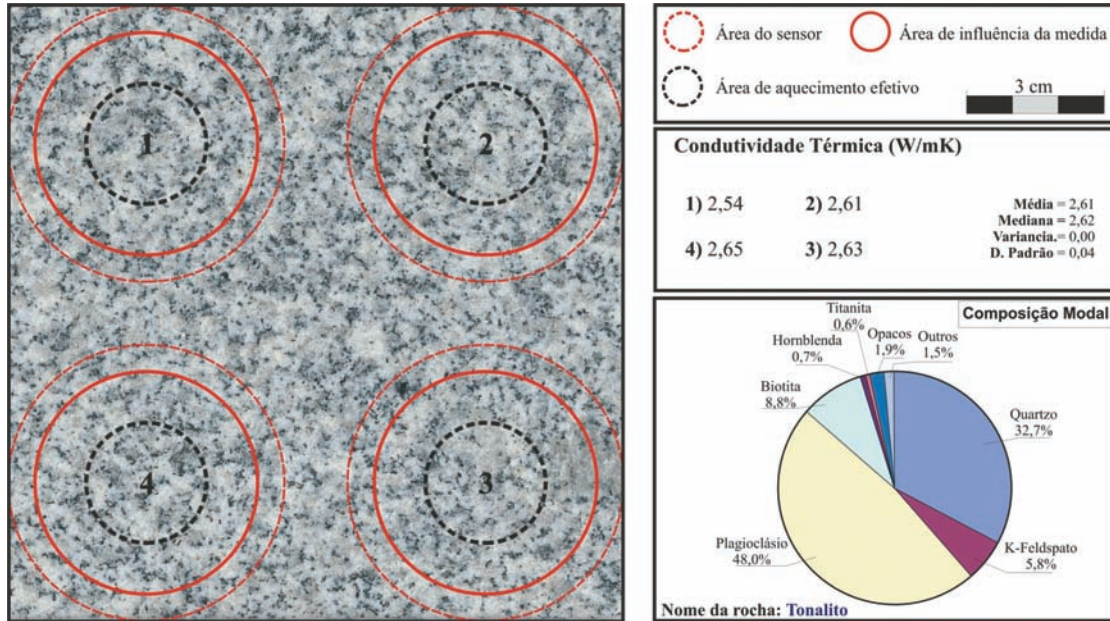 1
2
4
3
Área do sensor
Área de influência da medida
Área de aquecimento efetivo
3 cm
Condutividade Térmica (W/mK)
1) 2,54
2) 2,61
4) 2,65
3) 2,63
Média = 2,61
Mediana = 2,62
Variancia.= 0,00
D. Padrão = 0,04
Composição Modal
Titanita
0,6%
Hornblenda
0,7%
Opacos
1,9%
Outros
1,5%
Biotita
8,8%
Quartzo
32,7%
Plagioclásio
48,0%
K-Feldspato
5,8%
Nome da rocha: Tonalito